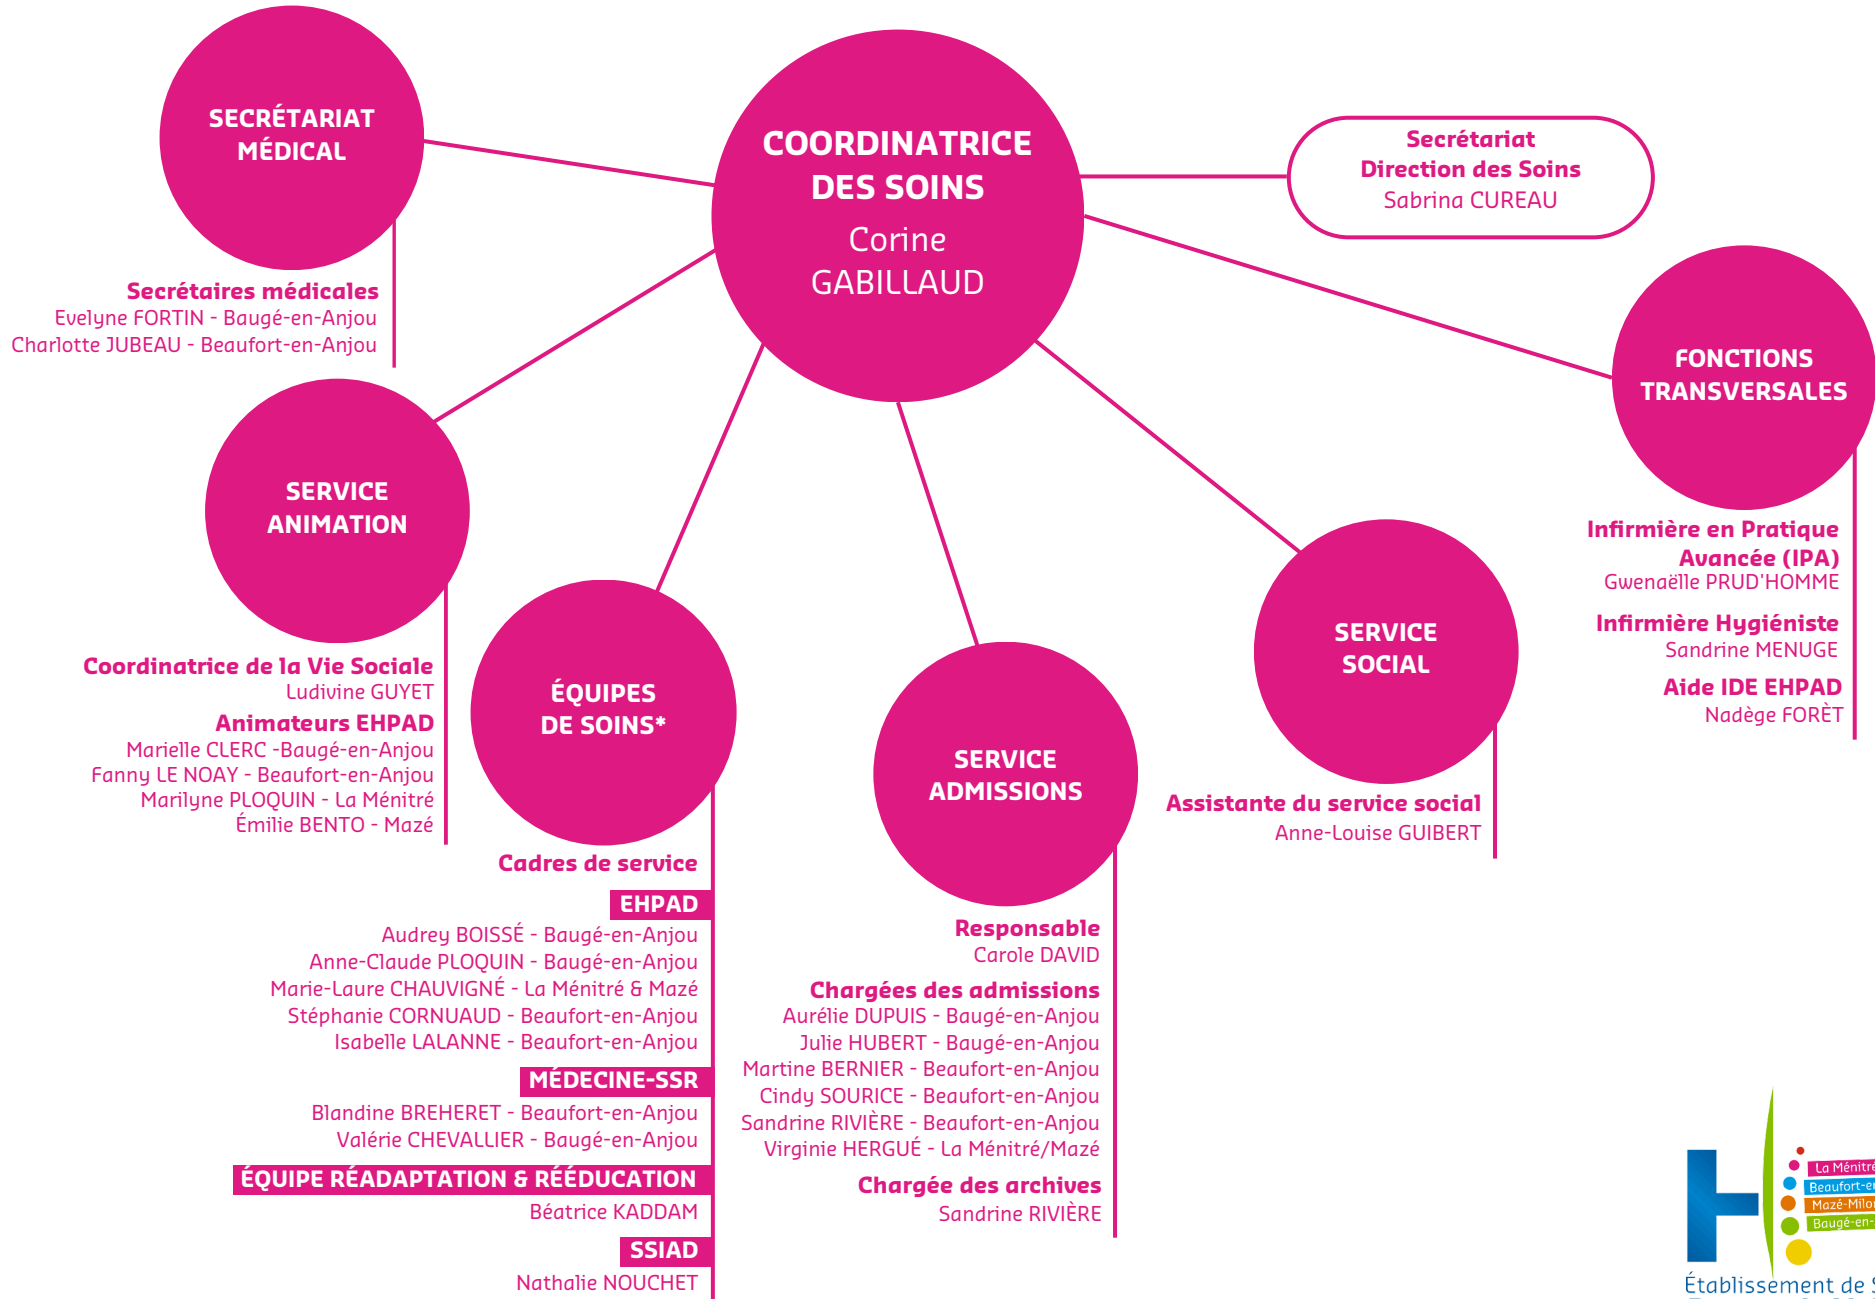 SECRÉTARIAT
MÉDICAL
Secrétaires médicales
Evelyne FORTIN - Baugé-en-Anjou
Charlotte JUBEAU - Beaufort-en-Anjou
COORDINATRICE
DES SOINS
Corine
GABILLAUD
Secrétariat
Direction des Soins
Sabrina CUREAU
FONCTIONS
TRANSVERSALES
Infirmière en Pratique
Avancée (IPA)
Gwenaëlle PRUD'HOMME
Infirmière Hygiéniste
Sandrine MENUGE
Aide IDE EHPAD
Nadège FORÈT
SERVICE
ANIMATION
Coordinatrice de la Vie Sociale
Ludivine GUYET
Animateurs EHPAD
Marielle CLERC -Baugé-en-Anjou
Fanny LE NOAY - Beaufort-en-Anjou
Marilyne PLOQUIN - La Ménitré
Émilie BENTO - Mazé
ÉQUIPES
DE SOINS*
Cadres de service
EHPAD
Audrey BOISSÉ - Baugé-en-Anjou
Anne-Claude PLOQUIN - Baugé-en-Anjou
Marie-Laure CHAUVIGNÉ - La Ménitré & Mazé
Stéphanie CORNUAUD - Beaufort-en-Anjou
Isabelle LALANNE - Beaufort-en-Anjou
MÉDECINE-SSR
Blandine BREHERET - Beaufort-en-Anjou
Valérie CHEVALLIER - Baugé-en-Anjou
ÉQUIPE RÉADAPTATION & RÉÉDUCATION
Béatrice KADDAM
SSIAD
Nathalie NOUCHET
SERVICE
ADMISSIONS
Responsable
Carole DAVID
Chargées des admissions
Aurélie DUPUIS - Baugé-en-Anjou
Julie HUBERT - Baugé-en-Anjou
Martine BERNIER - Beaufort-en-Anjou
Cindy SOURICE - Beaufort-en-Anjou
Sandrine RIVIÈRE - Beaufort-en-Anjou
Virginie HERGUÉ - La Ménitré/Mazé
Chargée des archives
Sandrine RIVIÈRE
SERVICE
SOCIAL
Assistante du service social
Anne-Louise GUIBERT
H
La Ménitré
Beaufort-e
Mazé-Milo
Baugé-en-
Établissement de S